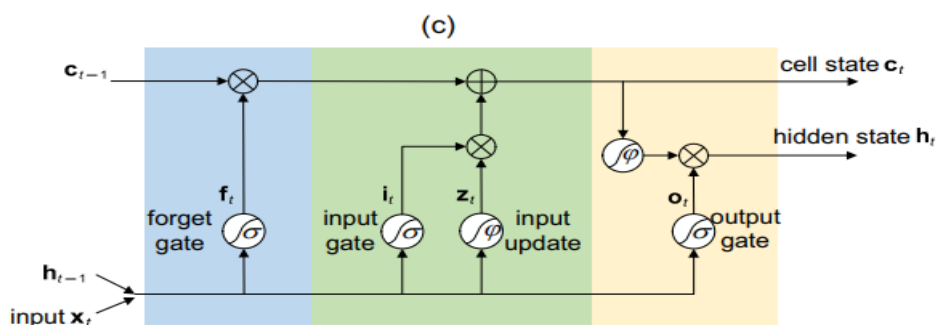 (c)
c_{t−1}
cell state c_t
hidden state h_t
f_t
i_t
z_t
o_t
forget gate
input gate
input update
output gate
σ
σ
φ
φ
σ
h_{t−1}
input x_t